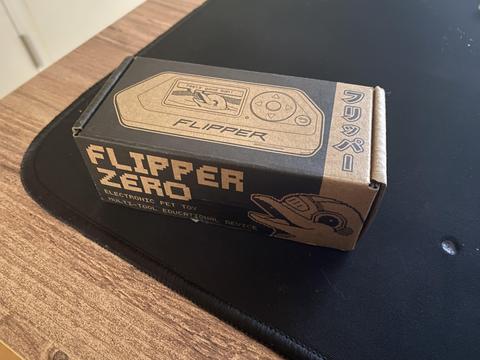 FLIPPER
フリッパー
FLIPPER
ZERO
ELECTRONIC PET TOY
& MULTI-TOOL EDUCATIONAL DEVICE